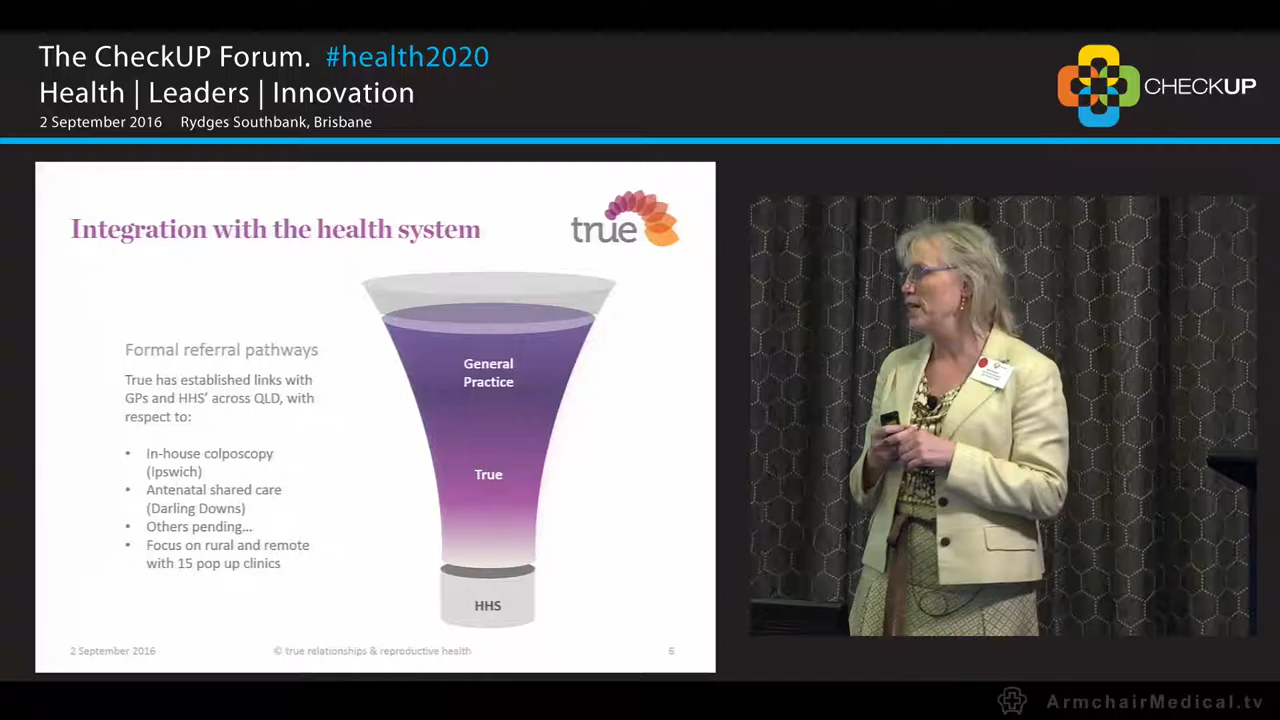 The CheckUP Forum. #health2020
Health | Leaders | Innovation
2 September 2016 Rydges Southbank, Brisbane
CHECKUP
Integration with the health system
true
Formal referral pathways
True has established links with
GPs and HHS’ across QLD, with
respect to:
• In-house colposcopy
(Ipswich)
• Antenatal shared care
(Darling Downs)
• Others pending...
• Focus on rural and remote
with 15 pop up clinics
General
Practice
True
HHS
2 September 2016 © true relationships & reproductive health 6
ArmchairMedical.tv